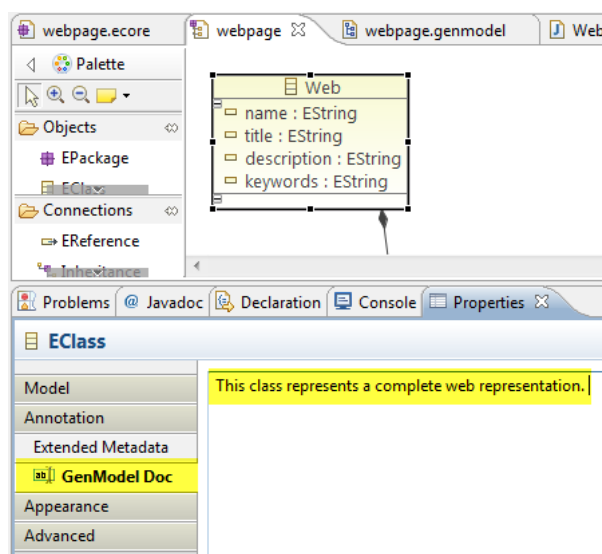 webpage.ecore
webpage
webpage.genmodel
Web
Palette
Objects
EPackage
EClass
Connections
EReference
Inheritance
Web
name : EString
title : EString
description : EString
keywords : EString
Problems
@ Javadoc
Declaration
Console
Properties
EClass
Model
Annotation
Extended Metadata
GenModel Doc
Appearance
Advanced
This class represents a complete web representation.